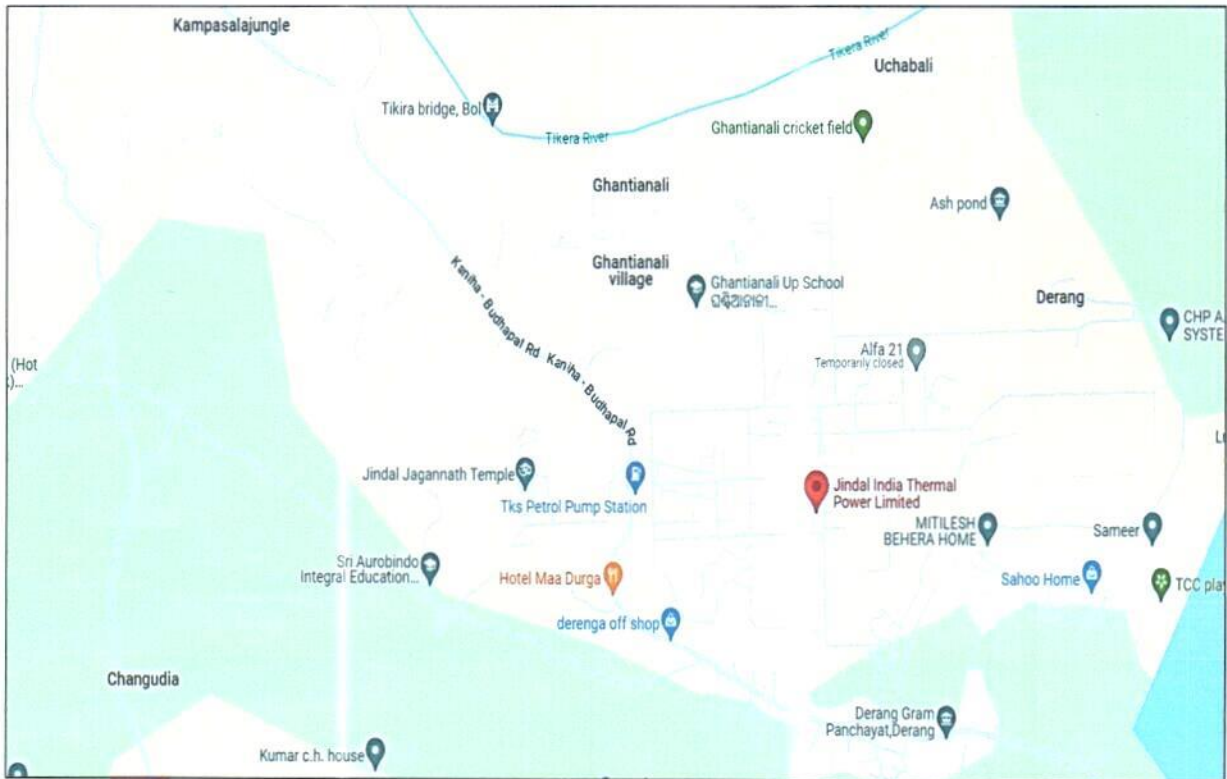 Kampasalajungle
Tikera River
Uchabali
Tikira bridge, Bol
Tikera River
Ghantianali cricket field
Ghantianali
Ash pond
Ghantianali
village
Ghantianali Up School
Kaniha - Budhapal Rd Kaniha - Budhapal Rd
Derang
CHP A
SYSTE
Alfa 21
Temporarily closed
(Hot
Jindal Jagannath Temple
Tks Petrol Pump Station
Jindal India Thermal
Power Limited
MITILESH
BEHERA HOME
Sameer
Sri Aurobindo
Integral Education...
Hotel Maa Durga
Sahoo Home
TCC play
derenga off shop
Changudia
Derang Gram
Panchayat,Derang
Kumar c.h. house